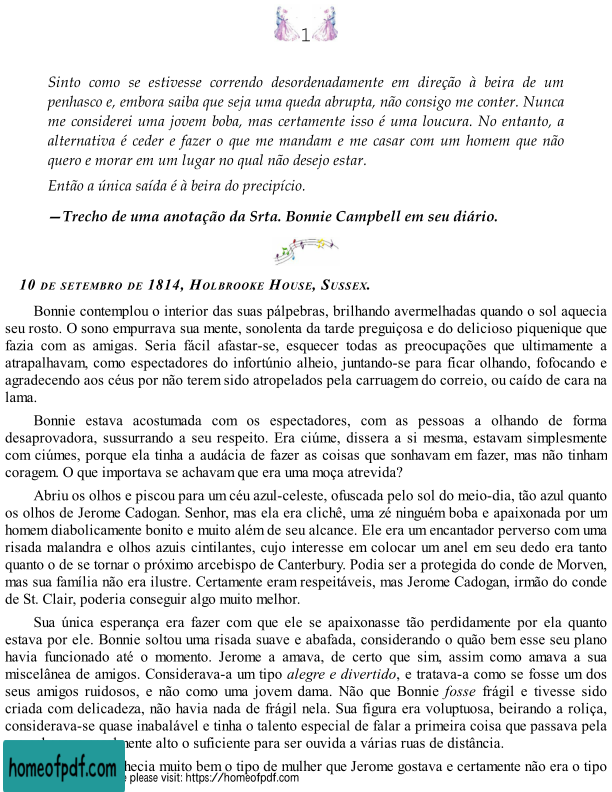 1
Sinto como se estivesse correndo desordenadamente em direção à beira de um
penhasco e, embora saiba que seja uma queda abrupta, não consigo me conter. Nunca
me considerei uma jovem boba, mas certamente isso é uma loucura. No entanto, a
alternativa é ceder e fazer o que me mandam e me casar com um homem que não
quero e morar em um lugar no qual não desejo estar.
Então a única saída é à beira do precipício.
—Trecho de uma anotação da Srta. Bonnie Campbell em seu diário.
10 de setembro de 1814, Holbrooke House, Sussex.
Bonnie contemplou o interior das suas pálpebras, brilhando avermelhadas quando o sol aquecia
seu rosto. O sono empurrava sua mente, sonolenta da tarde preguiçosa e do delicioso piquenique que
fazia com as amigas. Seria fácil afastar-se, esquecer todas as preocupações que ultimamente a
atrapalhavam, como espectadores do infortúnio alheio, juntando-se para ficar olhando, fofocando e
agradecendo aos céus por não terem sido atropelados pela carruagem do correio, ou caído de cara na
lama.
Bonnie estava acostumada com os espectadores, com as pessoas a olhando de forma
desaprovadora, sussurrando a seu respeito. Era ciúme, dissera a si mesma, estavam simplesmente
com ciúmes, porque ela tinha a audácia de fazer as coisas que sonhavam em fazer, mas não tinham
coragem. O que importava se achavam que era uma moça atrevida?
Abriu os olhos e piscou para um céu azul-celeste, ofuscada pelo sol do meio-dia, tão azul quanto
os olhos de Jerome Cadogan. Senhor, mas ela era clichê, uma zé ninguém boba e apaixonada por um
homem diabolicamente bonito e muito além de seu alcance. Ele era um encantador perverso com uma
risada malandra e olhos azuis cintilantes, cujo interesse em colocar um anel em seu dedo era tanto
quanto o de se tornar o próximo arcebispo de Canterbury. Podia ser a protegida do conde de Morven,
mas sua família não era ilustre. Certamente eram respeitáveis, mas Jerome Cadogan, irmão do conde
de St. Clair, poderia conseguir algo muito melhor.
Sua única esperança era fazer com que ele se apaixonasse tão perdidamente por ela quanto
estava por ele. Bonnie soltou uma risada suave e abafada, considerando o quão bem esse seu plano
havia funcionado até o momento. Jerome a amava, de certo que sim, assim como amava a sua
miscelânea de amigos. Considerava-a um tipo alegre e divertido, e tratava-a como se fosse um dos
seus amigos ruidosos, e não como uma jovem dama. Não que Bonnie fosse frágil e tivesse sido
criada com delicadeza, não havia nada de frágil nela. Sua figura era voluptuosa, beirando a roliça,
considerava-se quase inabalável e tinha o talento especial de falar a primeira coisa que passava pela
mente alto o suficiente para ser ouvida a várias ruas de distância.
hecia muito bem o tipo de mulher que Jerome gostava e certamente não era o tipo
homeofpdf.com
please visit: https://homeofpdf.com